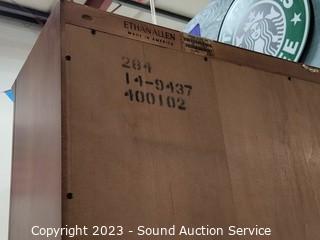 ETHAN ALLEN
MADE IN AMERICA
284
14-9437
400102
Copyright 2023 - Sound Auction Service